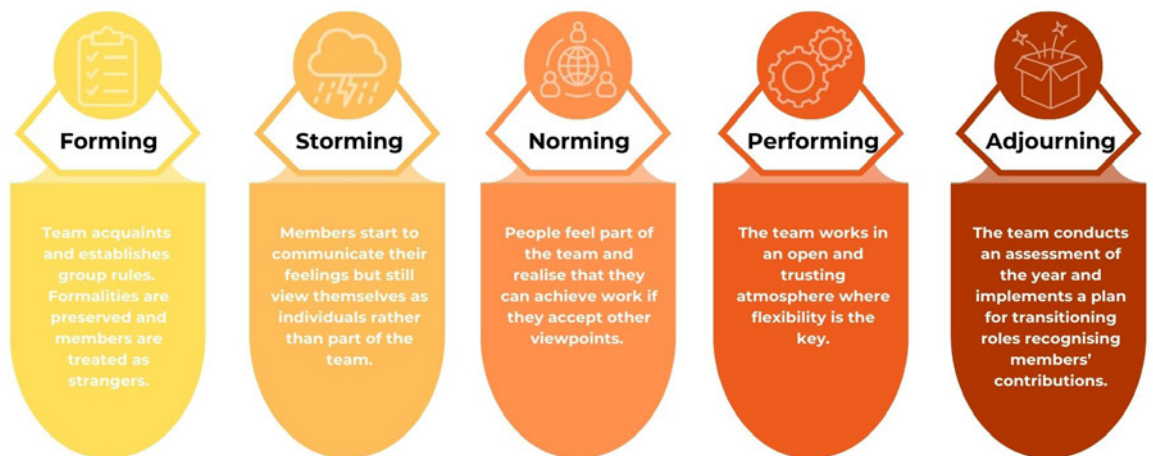 Forming
Team acquaints
and establishes
group rules.
Formalities are
preserved and
members are
treated as
strangers.
Storming
Members start to
communicate their
feelings but still
view themselves as
individuals rather
than part of the
team.
Norming
People feel part of
the team and
realise that they
can achieve work if
they accept other
viewpoints.
Performing
The team works in
an open and
trusting
atmosphere where
flexibility is the
key.
Adjourning
The team conducts
an assessment of
the year and
implements a plan
for transitioning
roles recognising
members’
contributions.